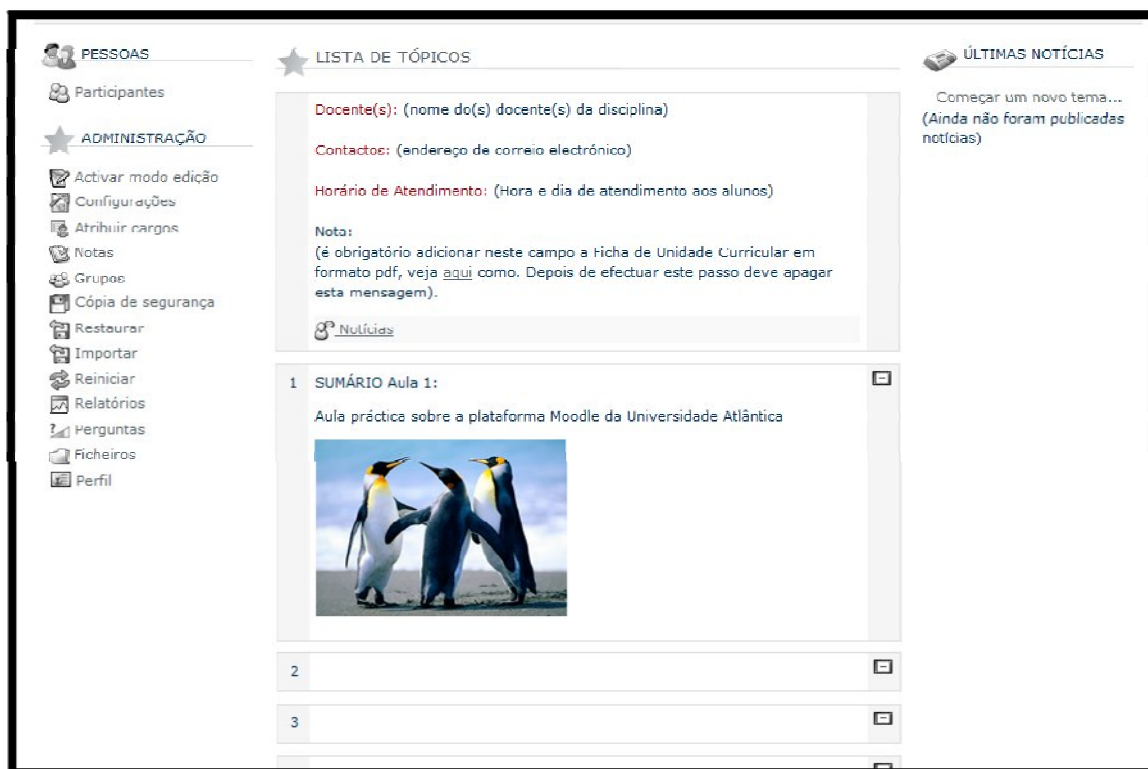 PESSOAS
Participantes
ADMINISTRAÇÃO
Activar modo edição
Configurações
Atribuir cargos
Notas
Grupos
Cópia de segurança
Restaurar
Importar
Reiniciar
Relatórios
Perguntas
Ficheiros
Perfil
LISTA DE TÓPICOS
Docente(s): (nome do(s) docente(s) da disciplina)
Contactos: (endereço de correio electrónico)
Horário de Atendimento: (Hora e dia de atendimento aos alunos)
Nota:
(é obrigatório adicionar neste campo a Ficha de Unidade Curricular em
formato pdf, veja aqui como. Depois de efectuar este passo deve apagar
esta mensagem).
Notícias
1 SUMÁRIO Aula 1:
Aula práctica sobre a plataforma Moodle da Universidade Atlântica
2
3
ÚLTIMAS NOTÍCIAS
Começar um novo tema...
(Ainda não foram publicadas
notícias)